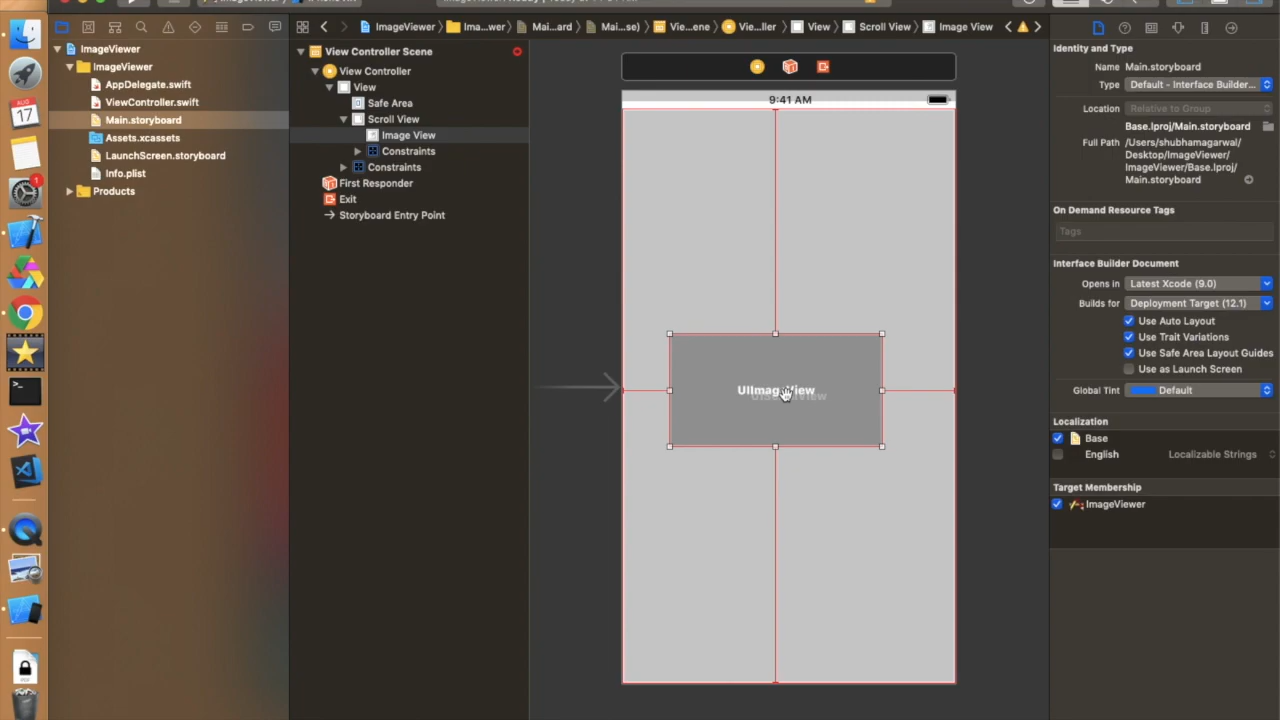 ImageViewer
Ima...wer
Mai...ard
Mai...se)
Vie...ene
Vie...ller
View
Scroll View
Image View
AUG
17
1
ImageViewer
ImageViewer
AppDelegate.swift
ViewController.swift
Main.storyboard
Assets.xcassets
LaunchScreen.storyboard
Info.plist
Products
View Controller Scene
View Controller
View
Safe Area
Scroll View
Image View
Constraints
Constraints
First Responder
Exit
Storyboard Entry Point
9:41 AM
UIImageView
Identity and Type
Name Main.storyboard
Type Default - Interface Builder...
Location Relative to Group
Base.lproj/Main.storyboard
Full Path /Users/shubhamagarwal/
Desktop/ImageViewer/
ImageViewer/Base.lproj/
Main.storyboard
On Demand Resource Tags
Tags
Interface Builder Document
Opens in Latest Xcode (9.0)
Builds for Deployment Target (12.1)
Use Auto Layout
Use Trait Variations
Use Safe Area Layout Guides
Use as Launch Screen
Global Tint Default
Localization
Base
English Localizable Strings
Target Membership
ImageViewer